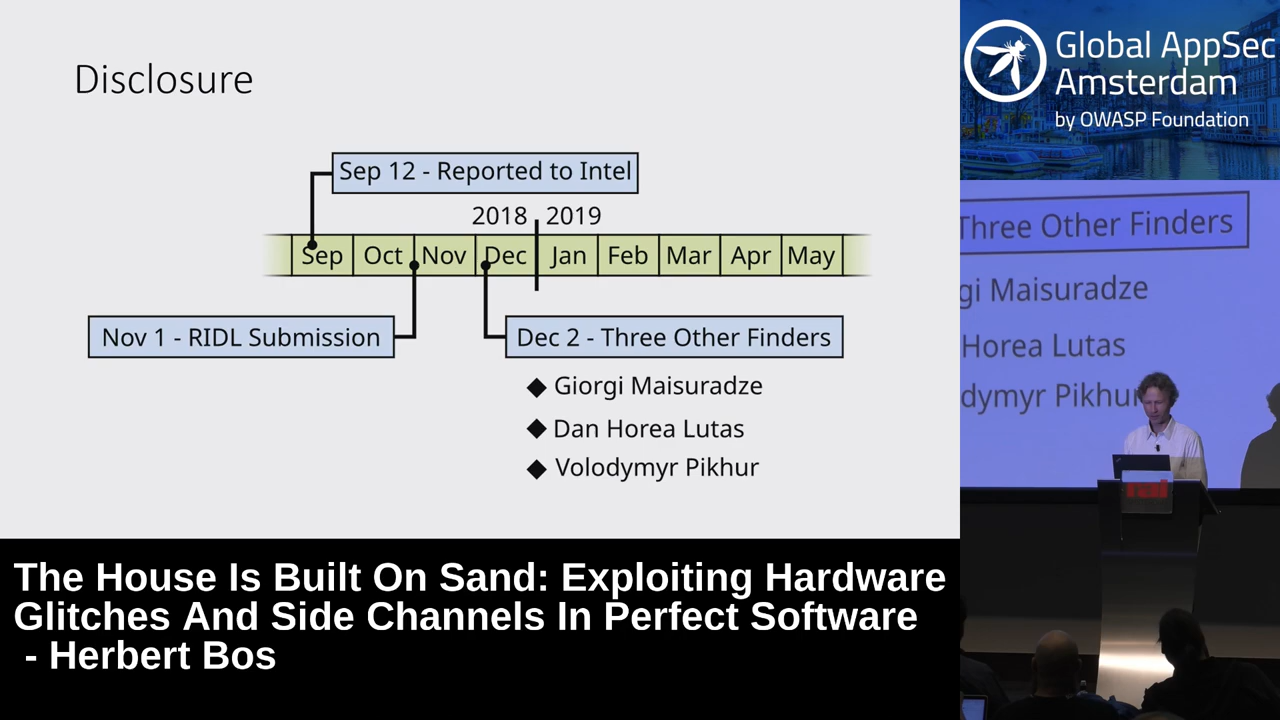 Disclosure
Sep 12 - Reported to Intel
2018 2019
Sep Oct Nov Dec Jan Feb Mar Apr May
Nov 1 - RIDL Submission
Dec 2 - Three Other Finders
Giorgi Maisuradze
Dan Horea Lutas
Volodymyr Pikhur
The House Is Built On Sand: Exploiting Hardware
Glitches And Side Channels In Perfect Software
- Herbert Bos
Global AppSec
Amsterdam
by OWASP Foundation
Three Other Finders
gi Maisuradze
Horea Lutas
dymyr Pikhur
rai